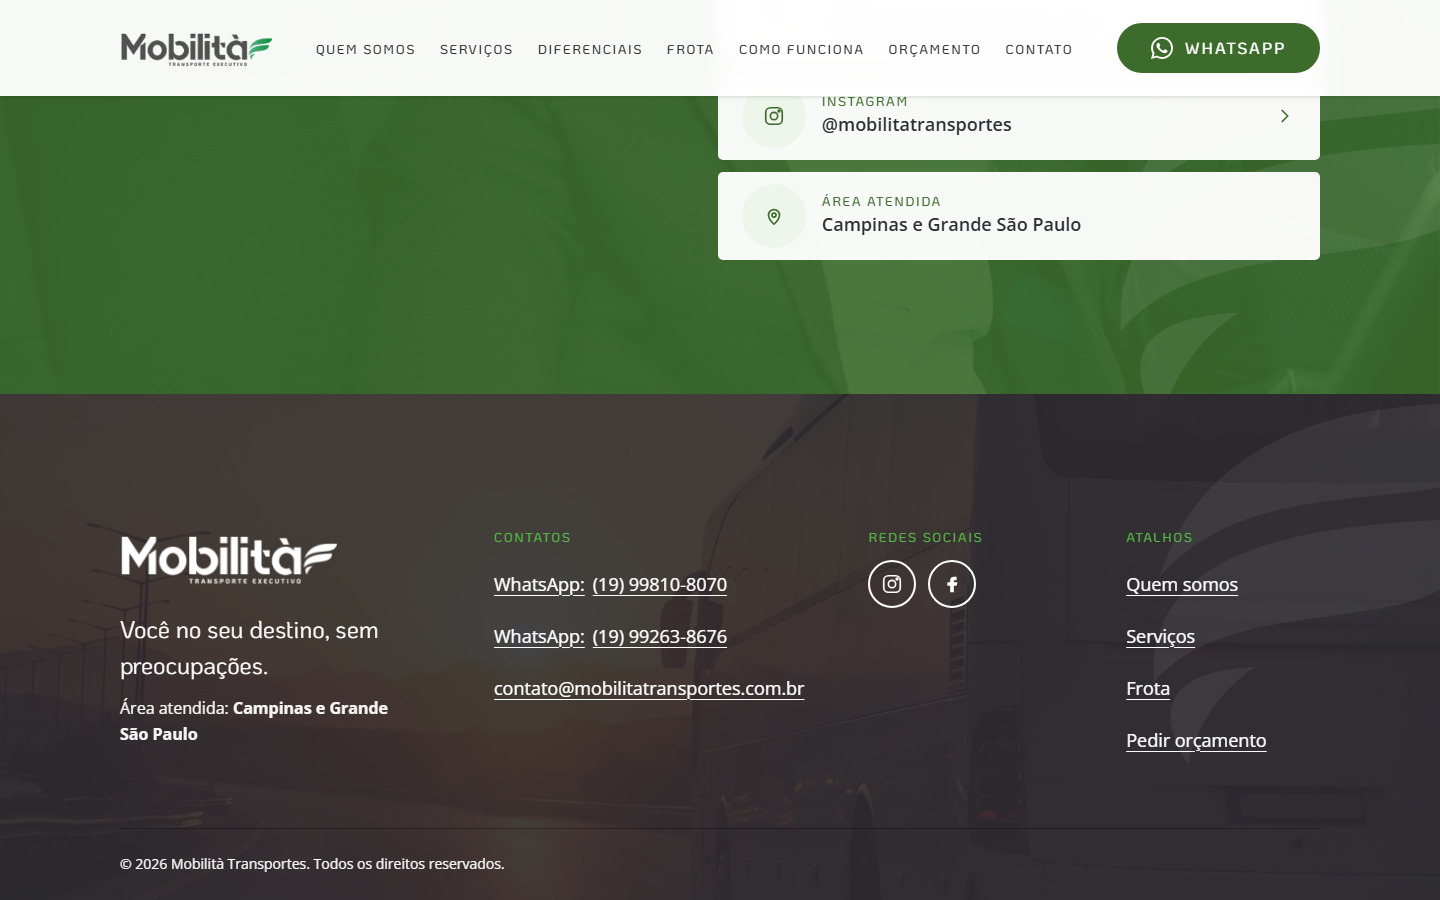 Mobilità
TRANSPORTE EXECUTIVO
QUEM SOMOS
SERVIÇOS
DIFERENCIAIS
FROTA
COMO FUNCIONA
ORÇAMENTO
CONTATO
WHATSAPP
INSTAGRAM
@mobilitatransportes
ÁREA ATENDIDA
Campinas e Grande São Paulo
Mobilità
TRANSPORTE EXECUTIVO
Você no seu destino, sem
preocupações.
Área atendida: Campinas e Grande
São Paulo
CONTATOS
WhatsApp: (19) 99810-8070
WhatsApp: (19) 99263-8676
contato@mobilitatransportes.com.br
REDES SOCIAIS
ATALHOS
Quem somos
Serviços
Frota
Pedir orçamento
© 2026 Mobilità Transportes. Todos os direitos reservados.